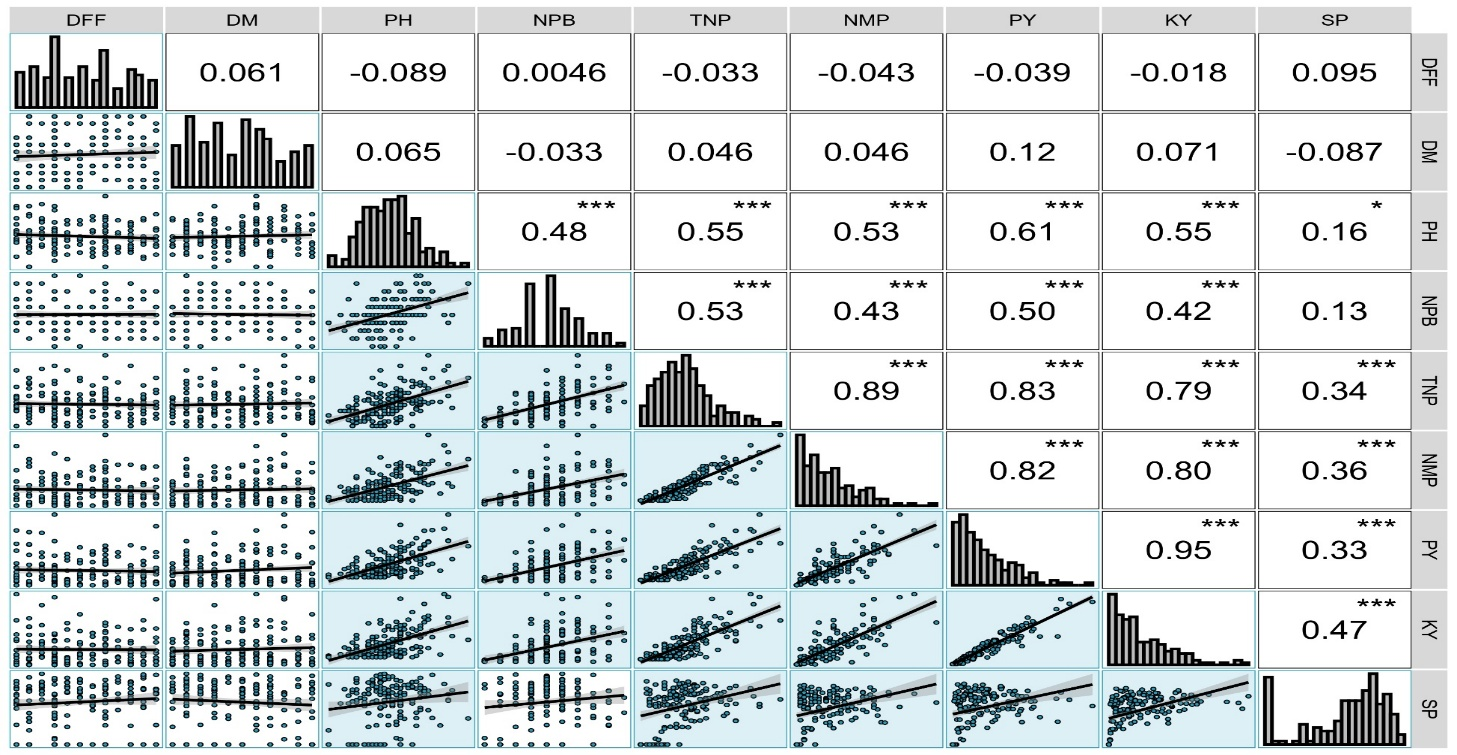 DFF DM PH NPB TNP NMP PY KY SP
0.061 -0.089 0.0046 -0.033 -0.043 -0.039 -0.018 0.095 DFF
0.065 -0.033 0.046 0.046 0.12 0.071 -0.087 DM
*** *** *** *** *** *
0.48 0.55 0.53 0.61 0.55 0.16 PH
*** *** *** ***
0.53 0.43 0.50 0.42 0.13 NPB
*** *** *** ***
0.89 0.83 0.79 0.34 TNP
*** *** ***
0.82 0.80 0.36 NMP
*** ***
0.95 0.33 PY
***
0.47 KY
SP